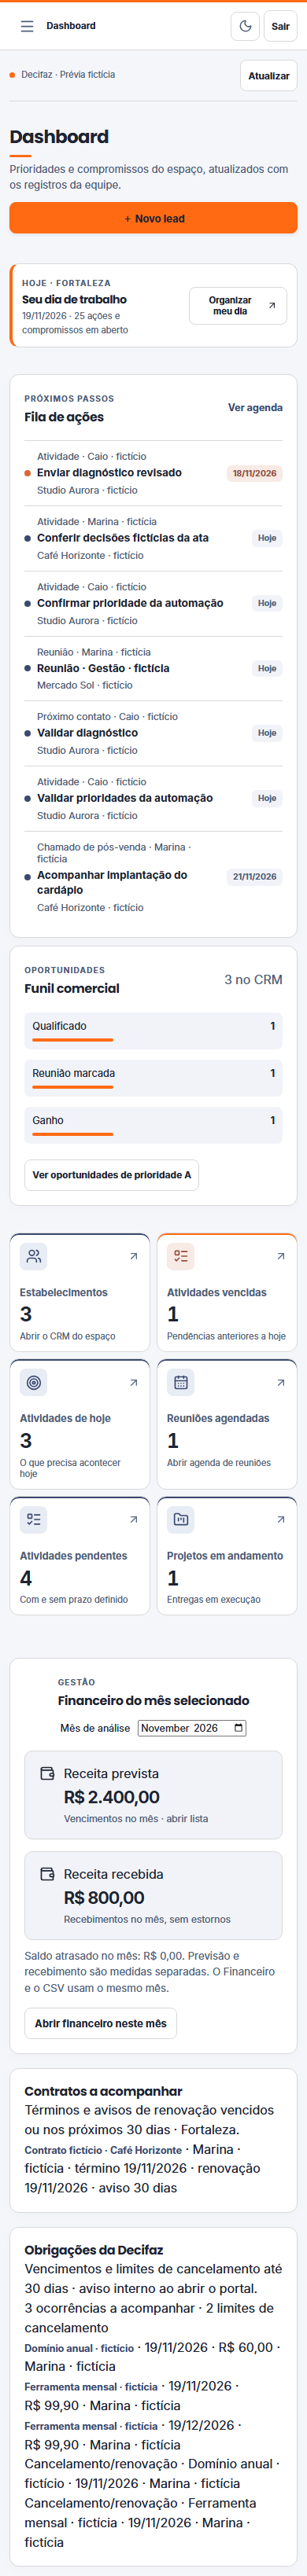 Dashboard
Sair
Decifaz · Prévia fictícia
Atualizar
Dashboard
Prioridades e compromissos do espaço, atualizados com
os registros da equipe.
+ Novo lead
HOJE · FORTALEZA
Seu dia de trabalho
19/11/2026 · 25 ações e
compromissos em aberto
Organizar
meu dia
PRÓXIMOS PASSOS
Fila de ações
Ver agenda
Atividade · Caio · fictício
Enviar diagnóstico revisado
18/11/2026
Studio Aurora · fictício
Atividade · Marina · fictícia
Conferir decisões fictícias da ata
Hoje
Café Horizonte · fictício
Atividade · Caio · fictício
Confirmar prioridade da automação
Hoje
Studio Aurora · fictício
Reunião · Marina · fictícia
Reunião · Gestão · fictícia
Hoje
Mercado Sol · fictício
Próximo contato · Caio · fictício
Validar diagnóstico
Hoje
Studio Aurora · fictício
Atividade · Caio · fictício
Validar prioridades da automação
Hoje
Studio Aurora · fictício
Chamado de pós-venda · Marina ·
fictícia
Acompanhar implantação do
cardápio
21/11/2026
Café Horizonte · fictício
OPORTUNIDADES
Funil comercial
3 no CRM
Qualificado 1
Reunião marcada 1
Ganho 1
Ver oportunidades de prioridade A
Estabelecimentos
3
Abrir o CRM do espaço
Atividades vencidas
1
Pendências anteriores a hoje
Atividades de hoje
3
O que precisa acontecer
hoje
Reuniões agendadas
1
Abrir agenda de reuniões
Atividades pendentes
4
Com e sem prazo definido
Projetos em andamento
1
Entregas em execução
GESTÃO
Financeiro do mês selecionado
Mês de análise November 2026
Receita prevista
R$ 2.400,00
Vencimentos no mês · abrir lista
Receita recebida
R$ 800,00
Recebimentos no mês, sem estornos
Saldo atrasado no mês: R$ 0,00. Previsão e
recebimento são medidas separadas. O Financeiro
e o CSV usam o mesmo mês.
Abrir financeiro neste mês
Contratos a acompanhar
Términos e avisos de renovação vencidos
ou nos próximos 30 dias · Fortaleza.
Contrato fictício · Café Horizonte · Marina ·
fictícia · término 19/11/2026 · renovação
19/11/2026 · aviso 30 dias
Obrigações da Decifaz
Vencimentos e limites de cancelamento até
30 dias · aviso interno ao abrir o portal.
3 ocorrências a acompanhar · 2 limites de
cancelamento
Domínio anual · fictício · 19/11/2026 · R$ 60,00 ·
Marina · fictícia
Ferramenta mensal · fictícia · 19/11/2026 ·
R$ 99,90 · Marina · fictícia
Ferramenta mensal · fictícia · 19/12/2026 ·
R$ 99,90 · Marina · fictícia
Cancelamento/renovação · Domínio anual ·
fictício · 19/11/2026 · Marina · fictícia
Cancelamento/renovação · Ferramenta
mensal · fictícia · 19/11/2026 · Marina ·
fictícia